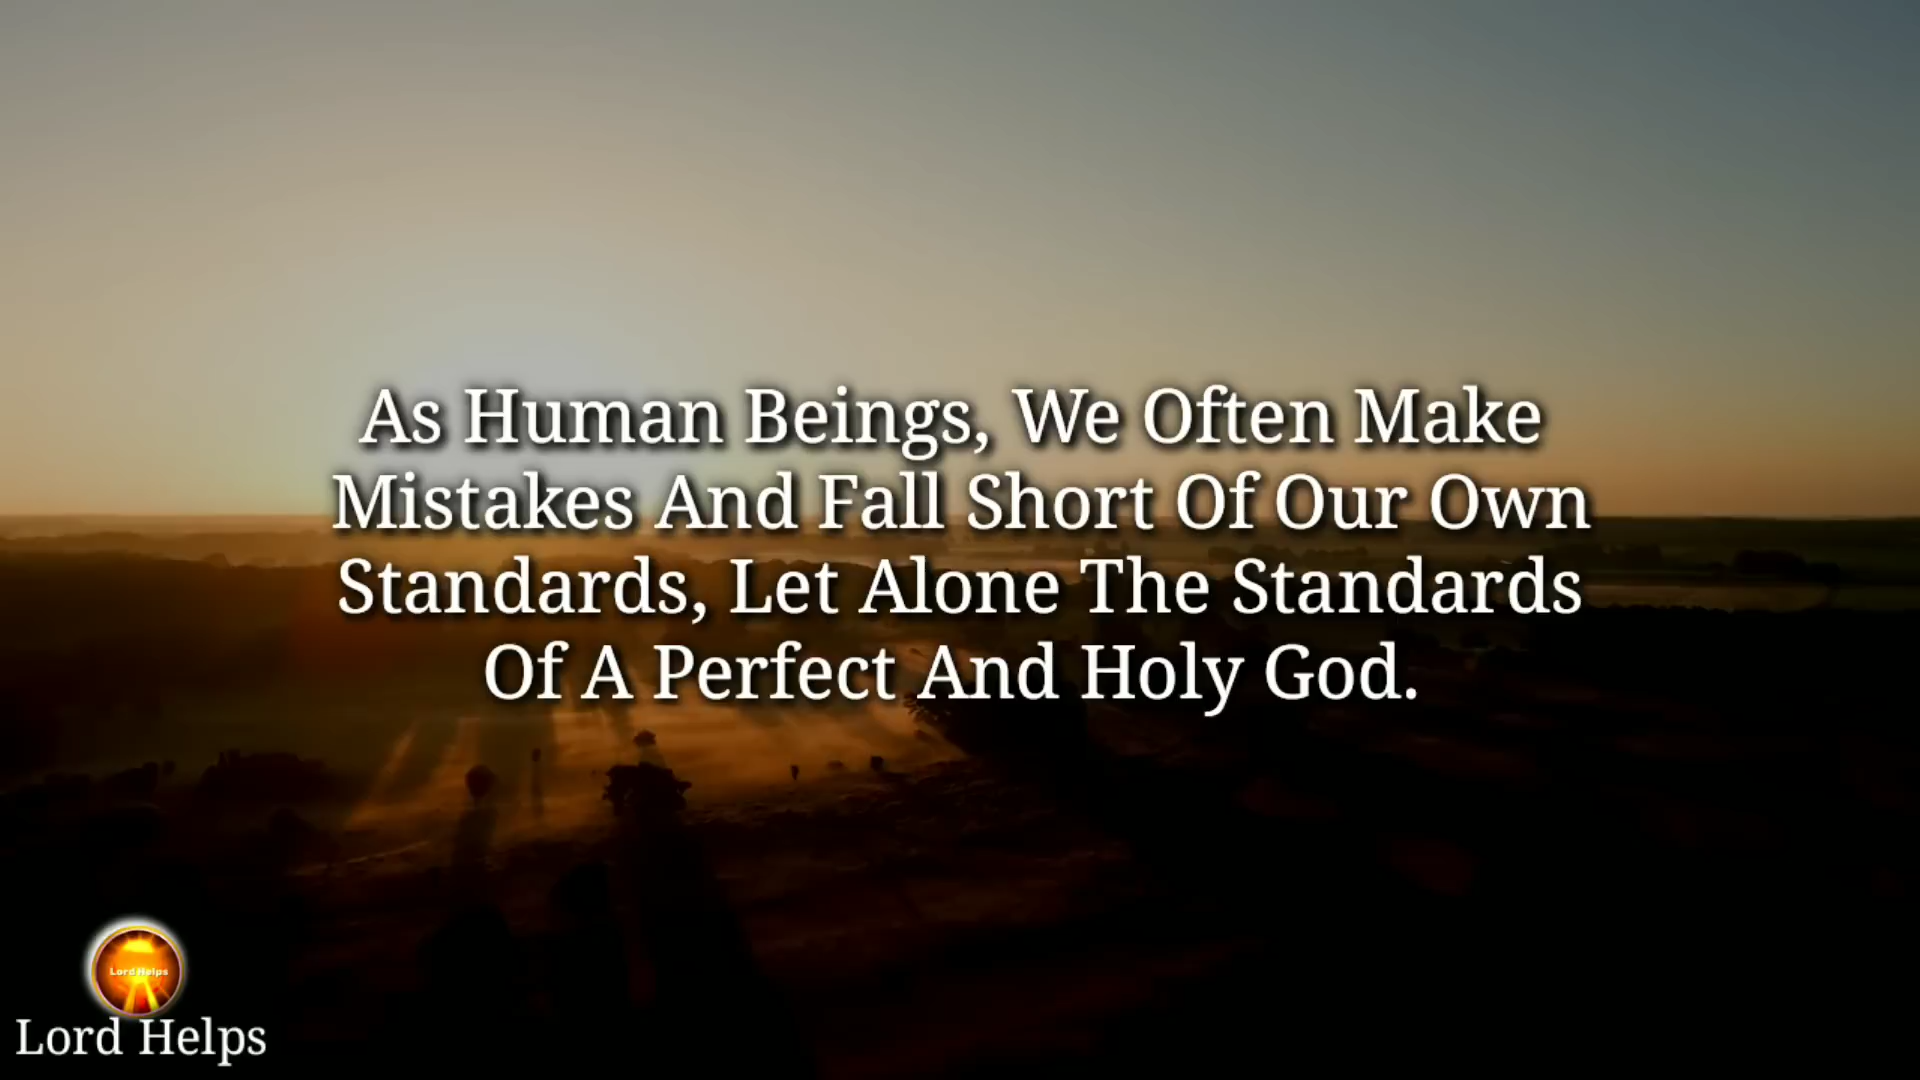 As Human Beings, We Often Make
Mistakes And Fall Short Of Our Own
Standards, Let Alone The Standards
Of A Perfect And Holy God.
Lord Helps
Lord Helps